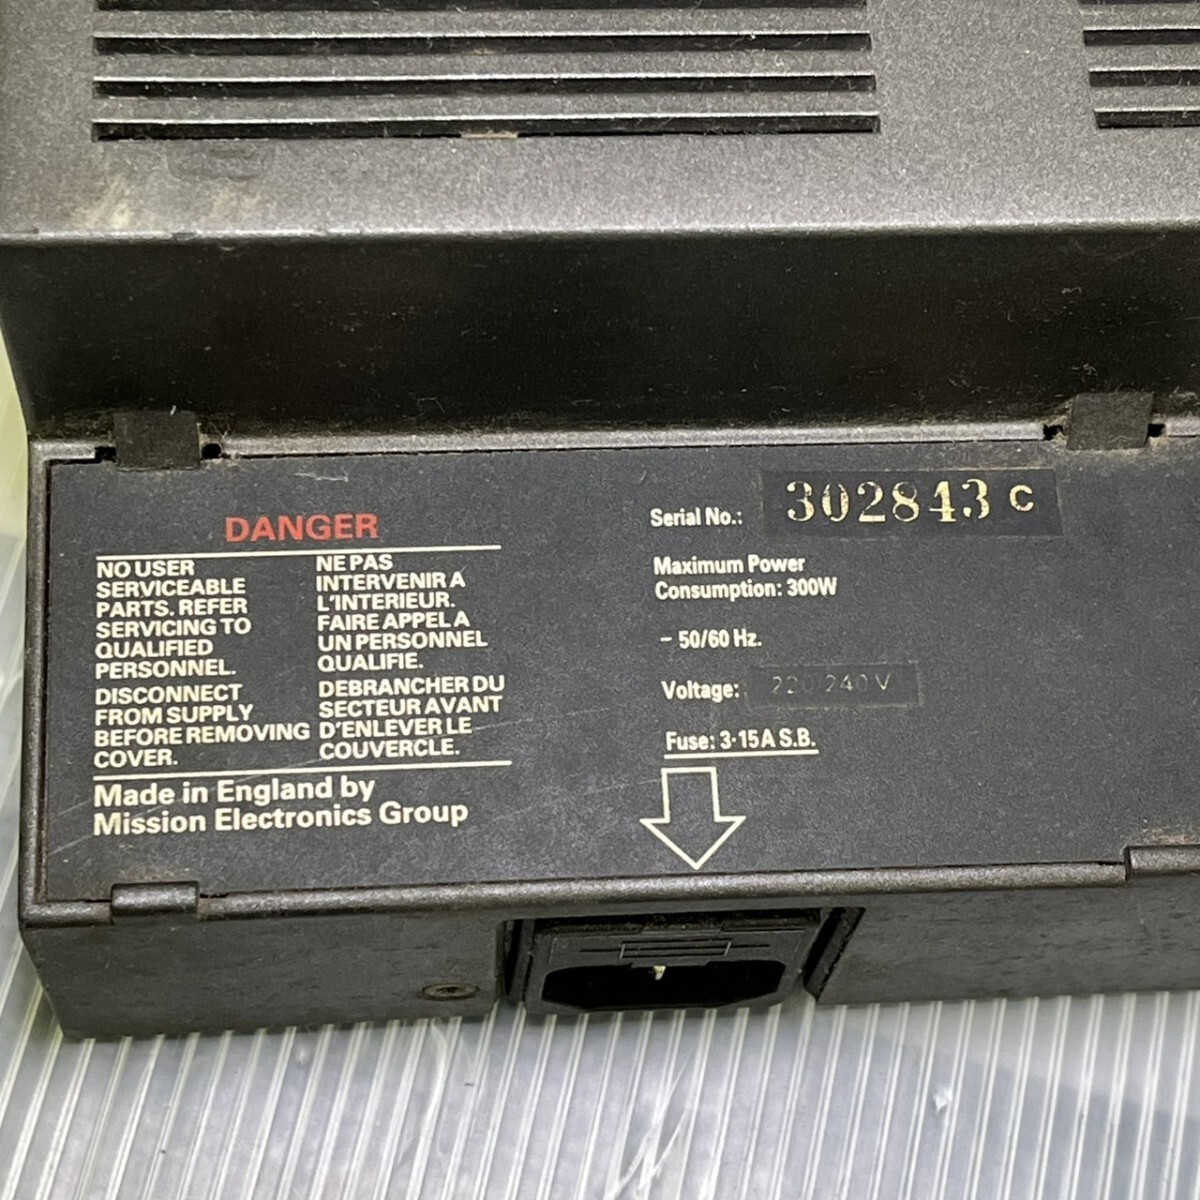 DANGER
NO USER
SERVICEABLE
PARTS. REFER
SERVICING TO
QUALIFIED
PERSONNEL.
DISCONNECT
FROM SUPPLY
BEFORE REMOVING
COVER.
NE PAS
INTERVENIR A
L'INTERIEUR.
FAIRE APPEL A
UN PERSONNEL
QUALIFIE.
DEBRANCHER DU
SECTEUR AVANT
D'ENLEVER LE
COUVERCLE.
Made in England by
Mission Electronics Group
Serial No.: 302843 C
Maximum Power
Consumption: 300W
~ 50/60 Hz.
Voltage: 220 240 V
Fuse: 3·15A S.B.